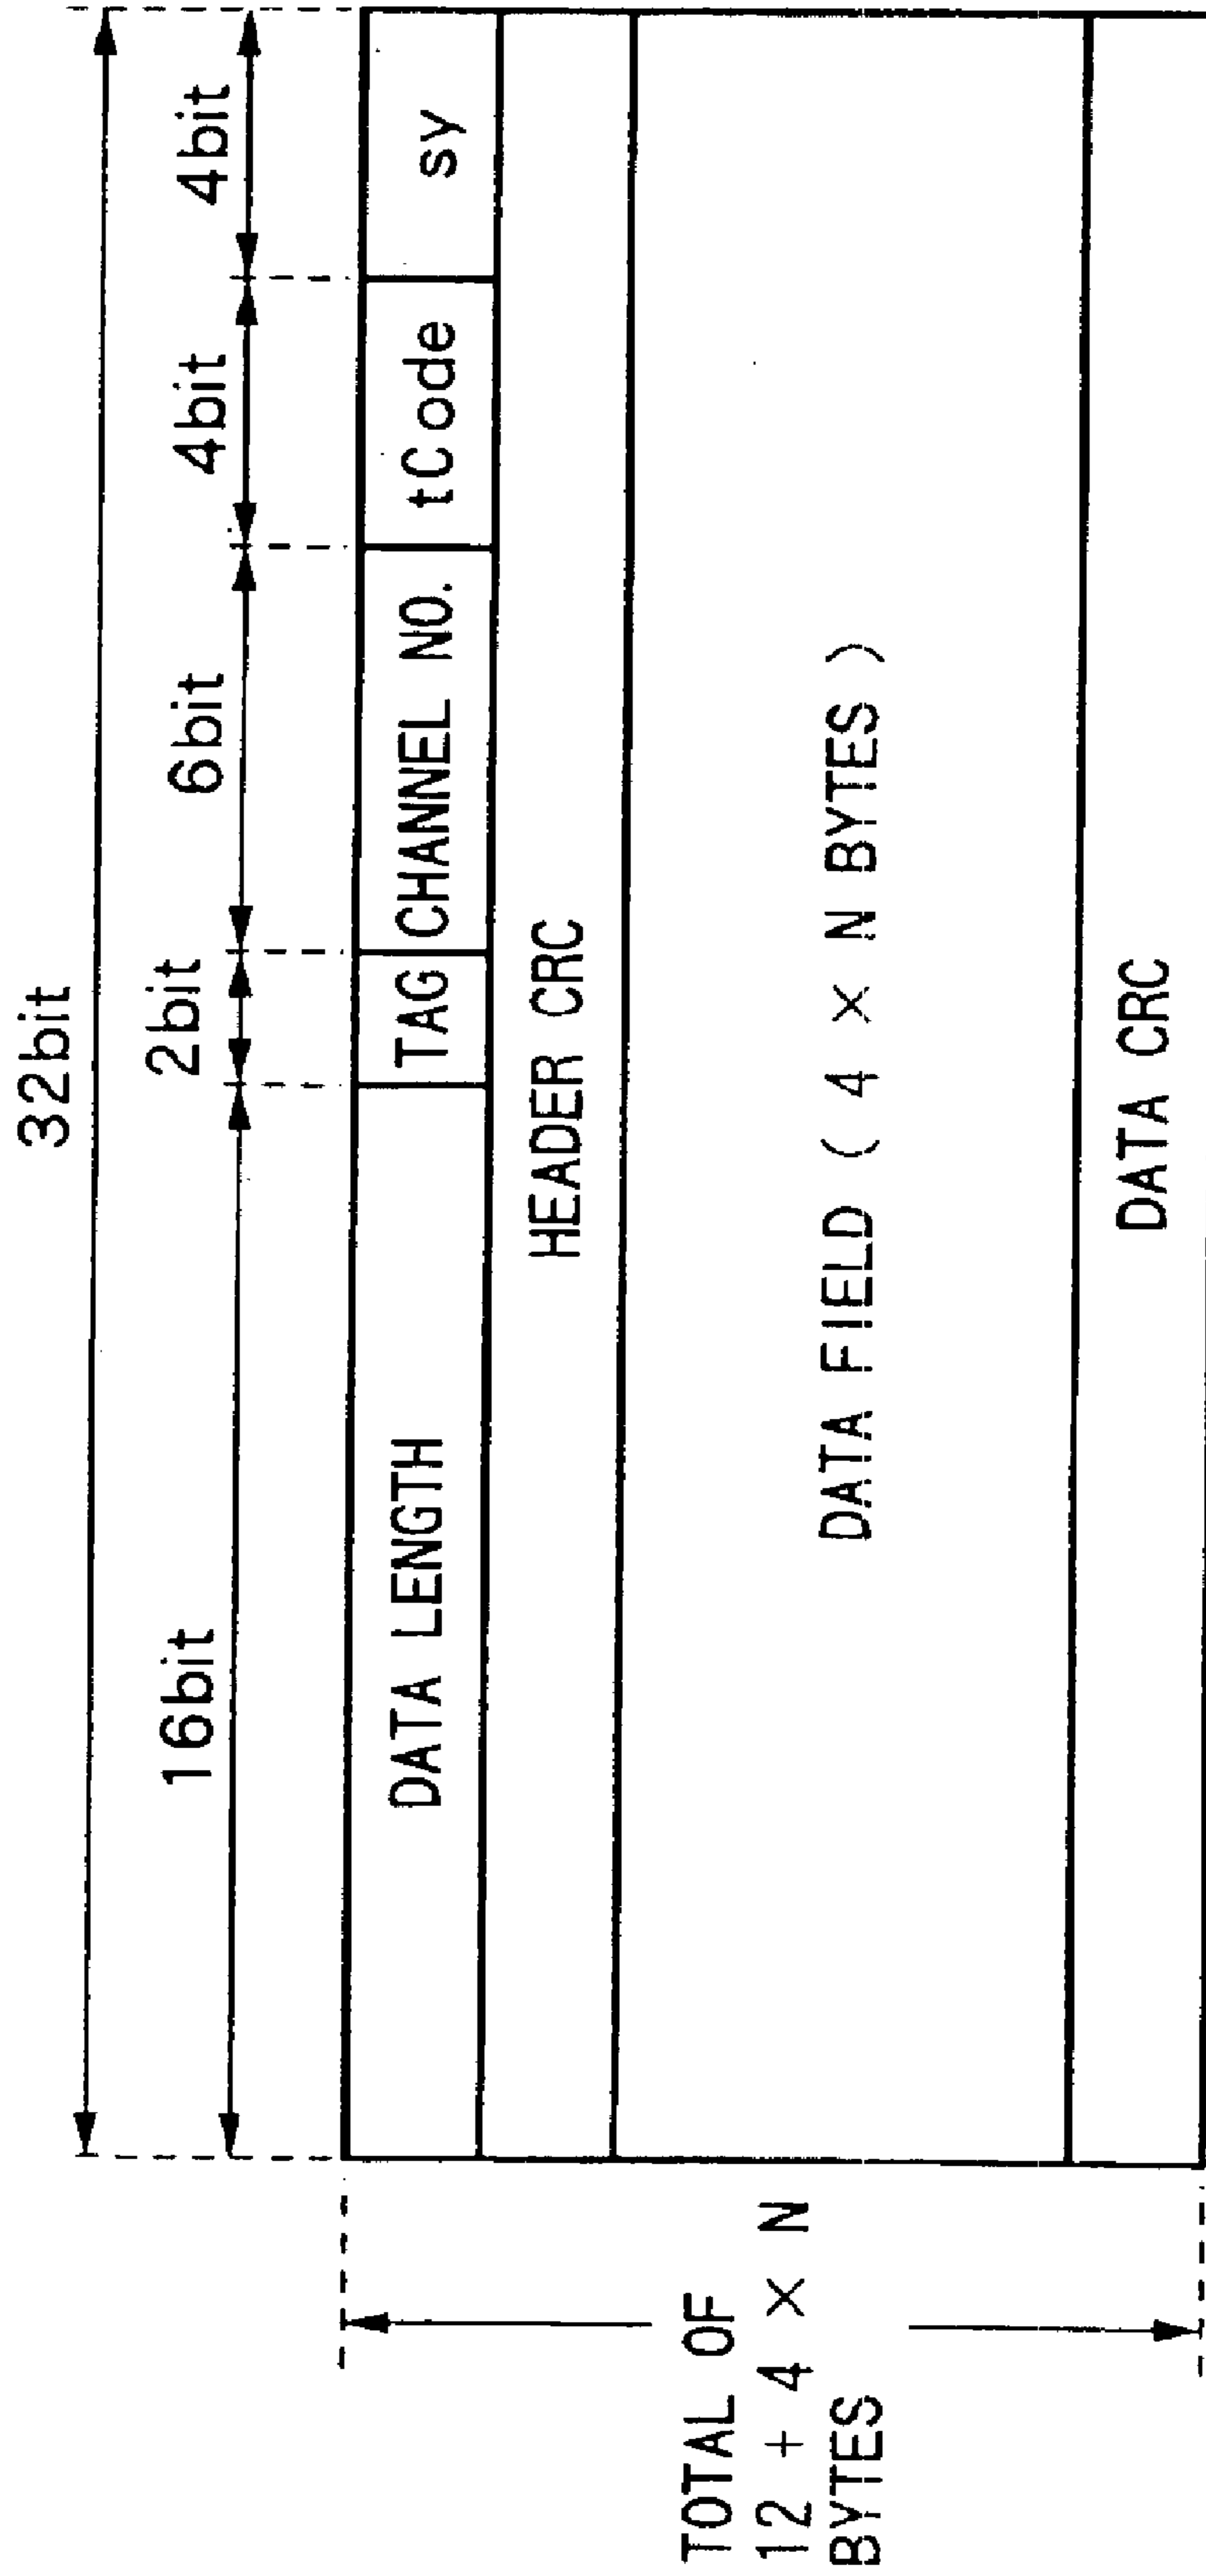 32bit
16bit
2bit
6bit
4bit
4bit
DATA LENGTH
TAG
CHANNEL NO.
tCode
sy
HEADER CRC
DATA FIELD ( 4 × N BYTES )
DATA CRC
TOTAL OF
12 + 4 × N
BYTES